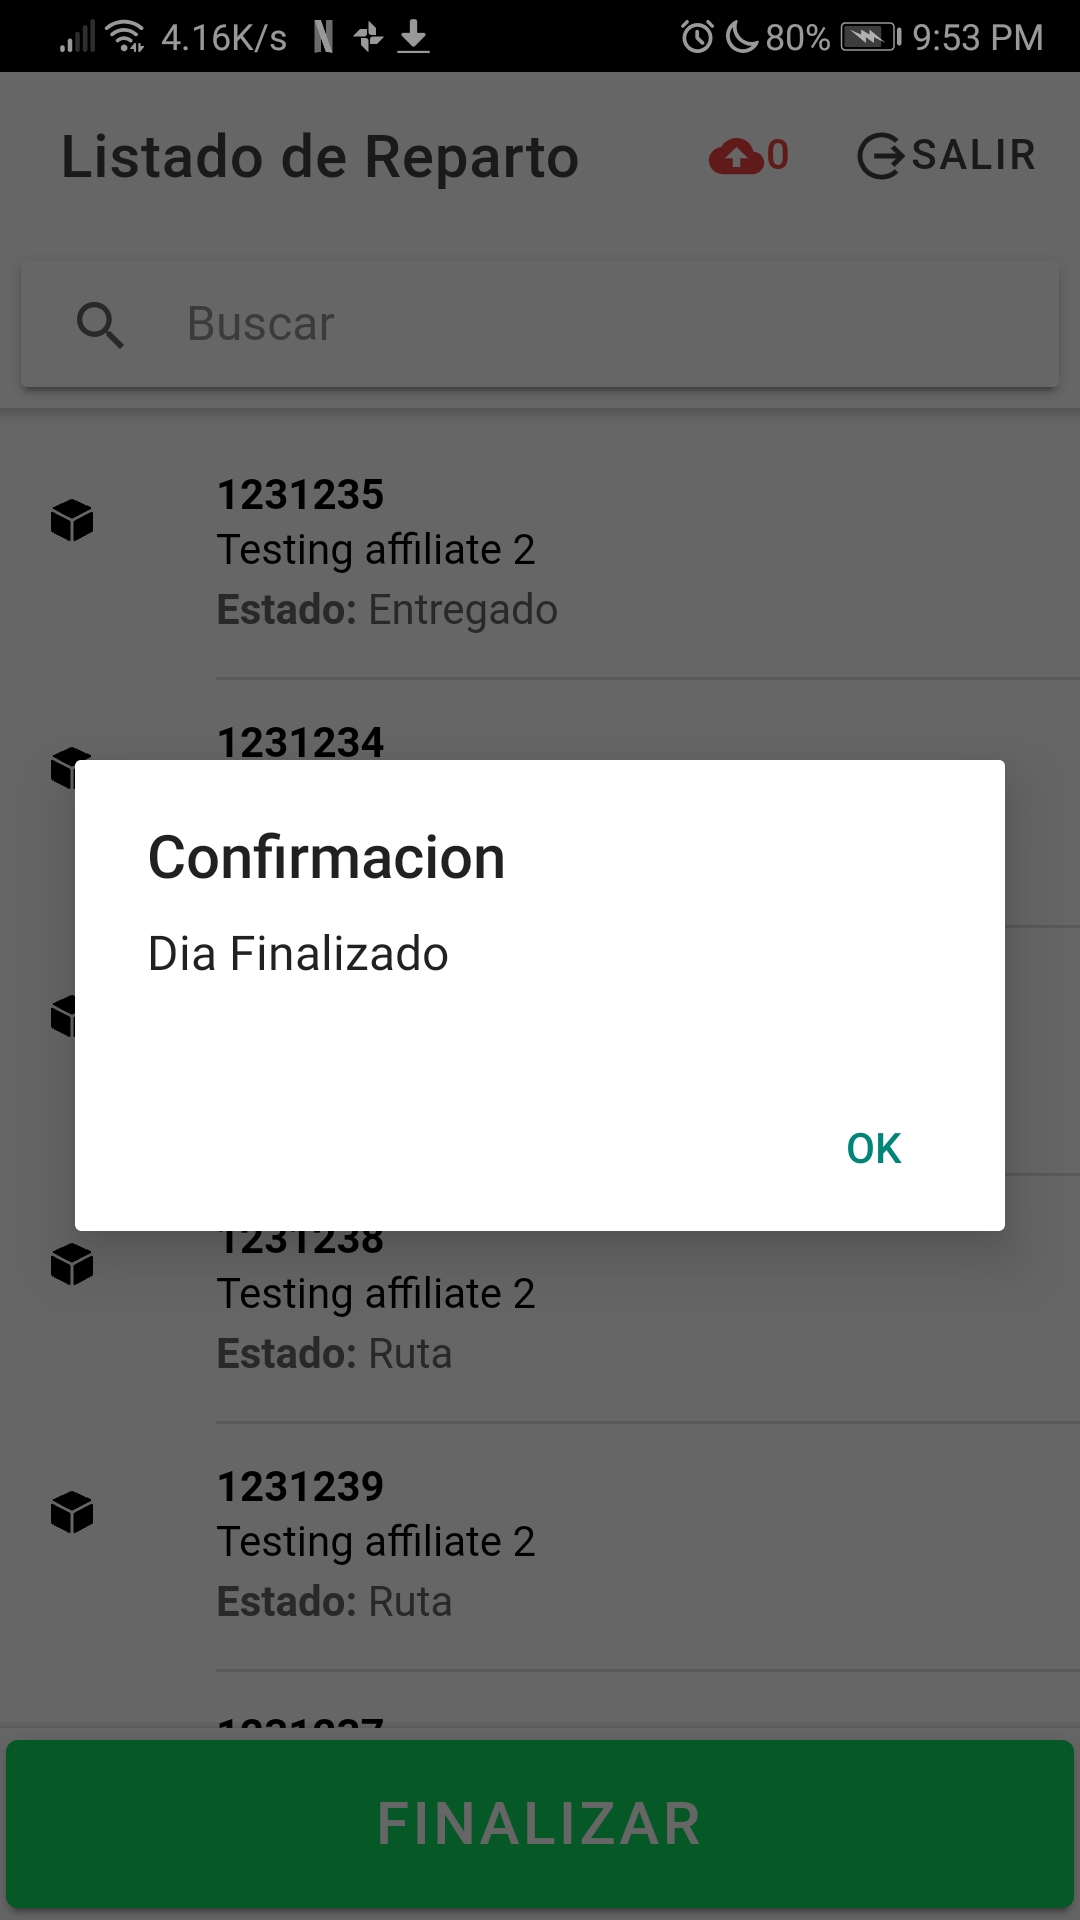 4.16K/s 80% 9:53 PM
Listado de Reparto 0 SALIR
Buscar
1231235
Testing affiliate 2
Estado: Entregado
1231234
Confirmacion
Dia Finalizado
OK
1231238
Testing affiliate 2
Estado: Ruta
1231239
Testing affiliate 2
Estado: Ruta
1231237
FINALIZAR